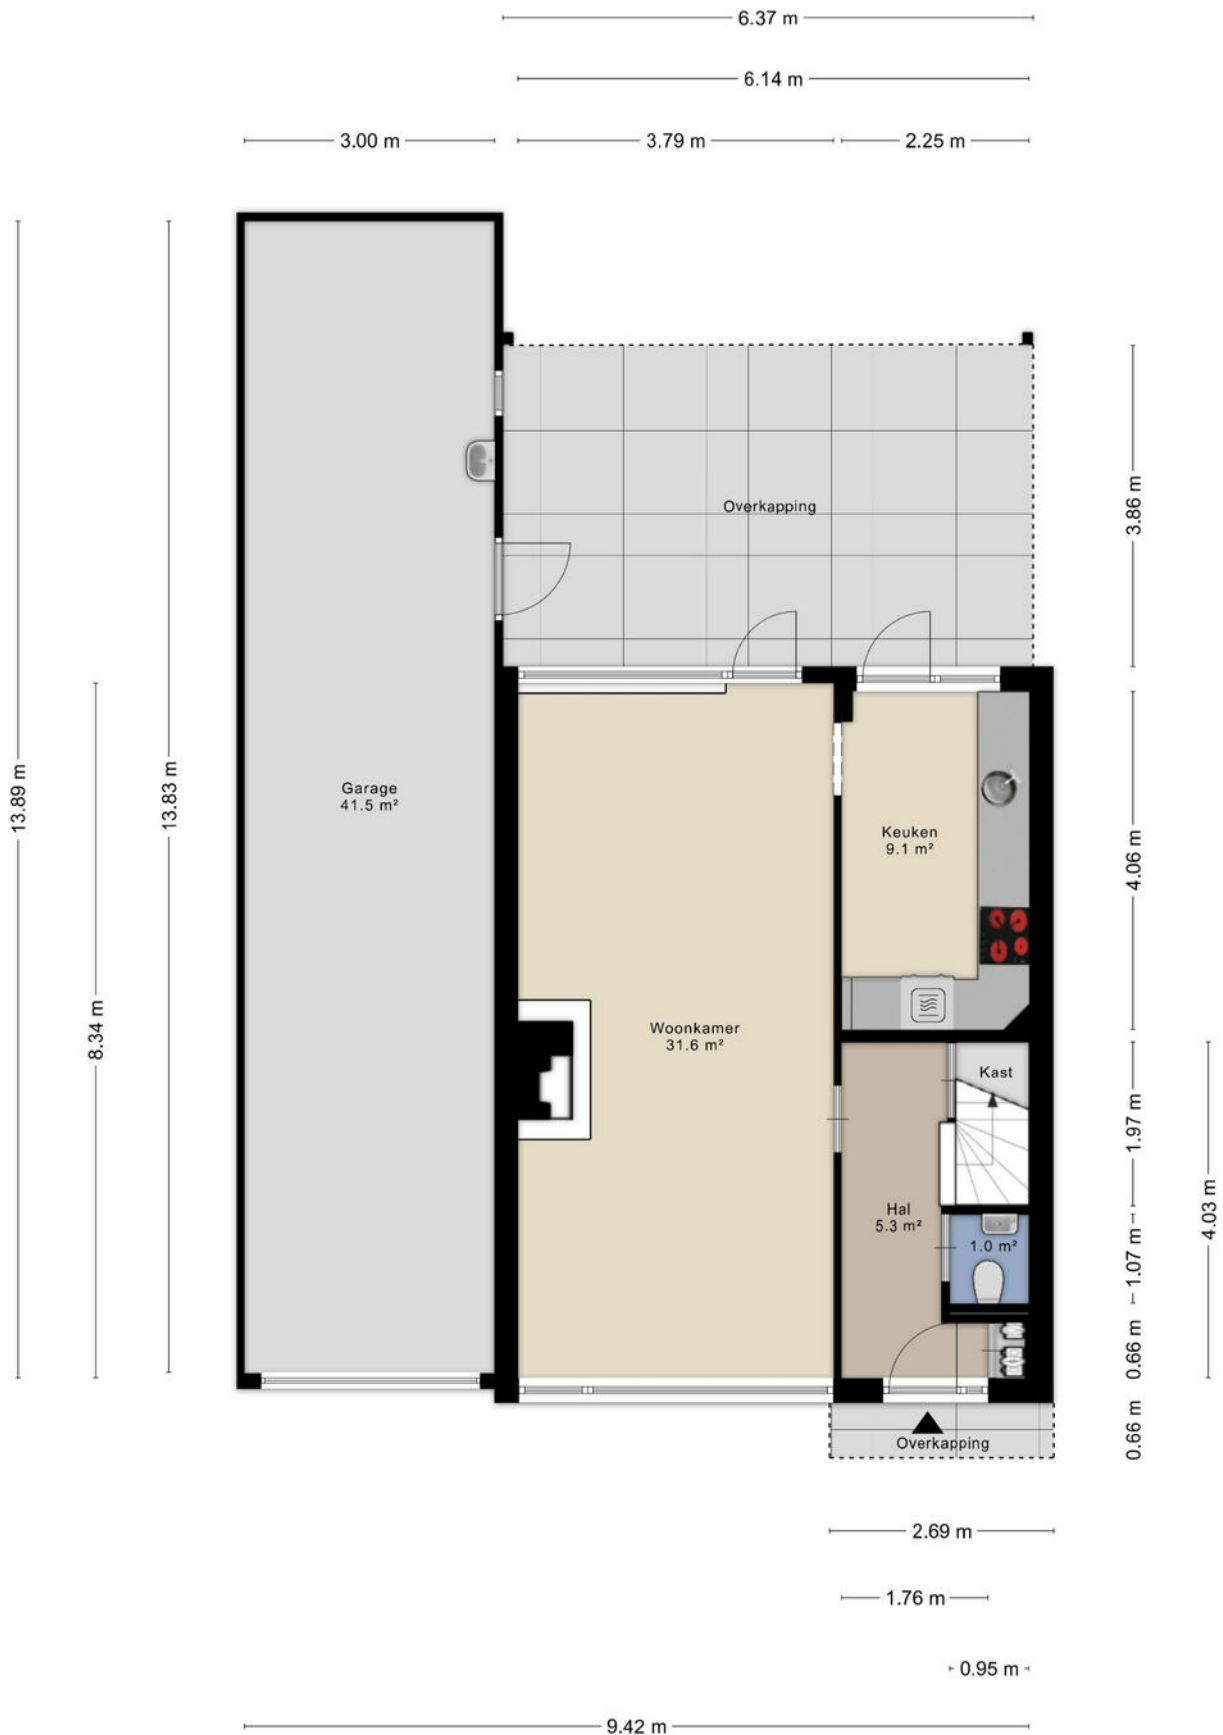 6.37 m
6.14 m
3.00 m
3.79 m
2.25 m
13.89 m
13.83 m
8.34 m
3.86 m
Overkapping
Garage
41.5 m²
Keuken
9.1 m²
4.06 m
Woonkamer
31.6 m²
Kast
1.97 m
Hal
5.3 m²
1.0 m²
1.07 m
4.03 m
0.66 m
0.66 m
Overkapping
2.69 m
1.76 m
0.95 m
9.42 m